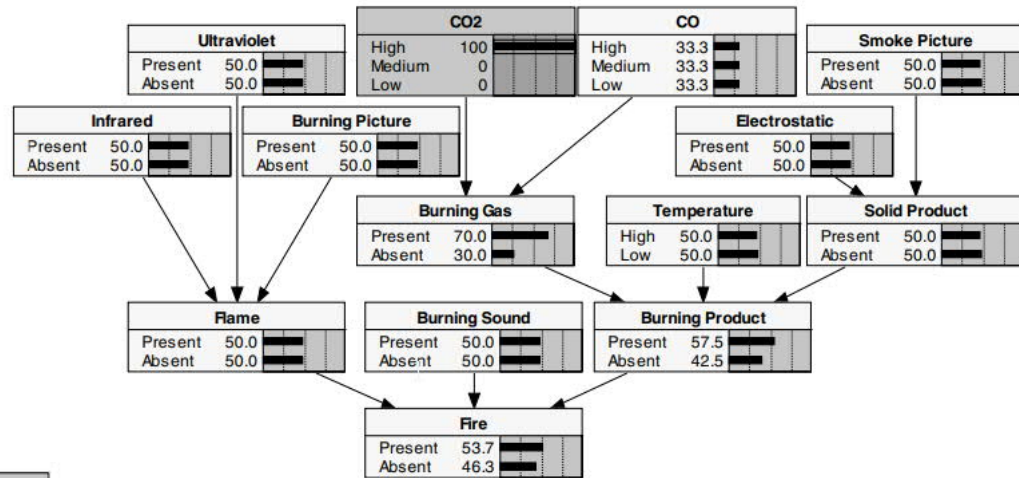 Ultraviolet
Present 50.0
Absent 50.0
CO2
High 100
Medium 0
Low 0
CO
High 33.3
Medium 33.3
Low 33.3
Smoke Picture
Present 50.0
Absent 50.0
Infrared
Present 50.0
Absent 50.0
Burning Picture
Present 50.0
Absent 50.0
Electrostatic
Present 50.0
Absent 50.0
Burning Gas
Present 70.0
Absent 30.0
Temperature
High 50.0
Low 50.0
Solid Product
Present 50.0
Absent 50.0
Flame
Present 50.0
Absent 50.0
Burning Sound
Present 50.0
Absent 50.0
Burning Product
Present 57.5
Absent 42.5
Fire
Present 53.7
Absent 46.3